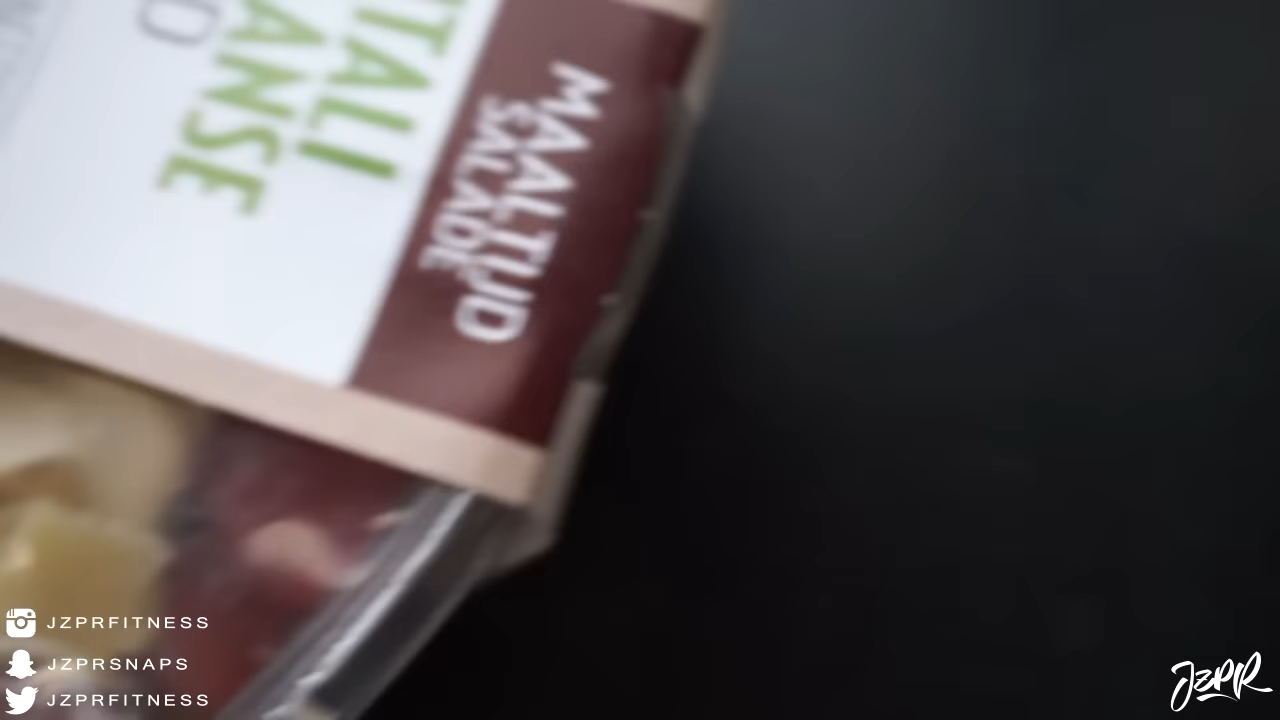 MAALTIJD
SALADE
TALI
ANSE
JZPRFITNESS
JZPRSNAPS
JZPRFITNESS
JZPR